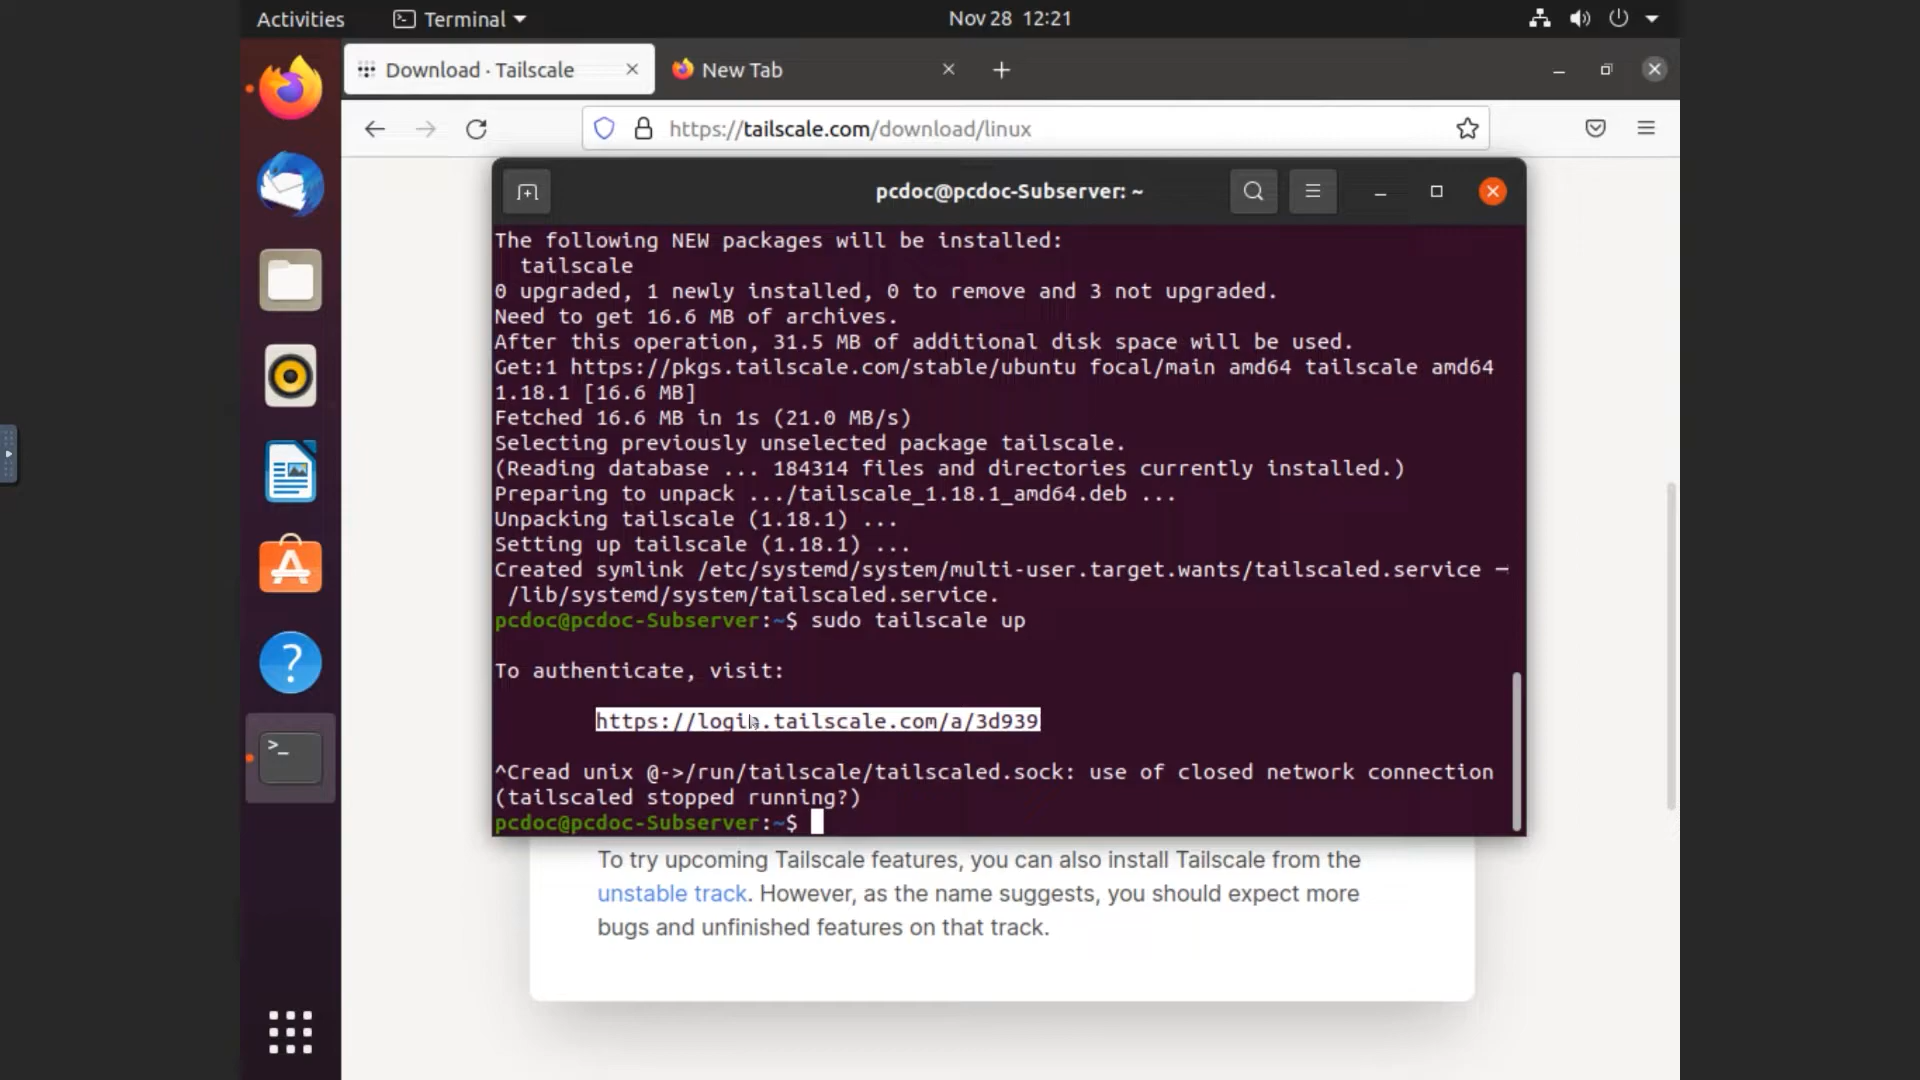 Activities
Terminal
Nov 28 12:21
Download · Tailscale
New Tab
https://tailscale.com/download/linux
pcdoc@pcdoc-Subserver: ~
The following NEW packages will be installed:
tailscale
0 upgraded, 1 newly installed, 0 to remove and 3 not upgraded.
Need to get 16.6 MB of archives.
After this operation, 31.5 MB of additional disk space will be used.
Get:1 https://pkgs.tailscale.com/stable/ubuntu focal/main amd64 tailscale amd64
1.18.1 [16.6 MB]
Fetched 16.6 MB in 1s (21.0 MB/s)
Selecting previously unselected package tailscale.
(Reading database ... 184314 files and directories currently installed.)
Preparing to unpack .../tailscale_1.18.1_amd64.deb ...
Unpacking tailscale (1.18.1) ...
Setting up tailscale (1.18.1) ...
Created symlink /etc/systemd/system/multi-user.target.wants/tailscaled.service →
/lib/systemd/system/tailscaled.service.
pcdoc@pcdoc-Subserver:~$ sudo tailscale up
To authenticate, visit:
https://login.tailscale.com/a/3d939
^Cread unix @->/run/tailscale/tailscaled.sock: use of closed network connection
(tailscaled stopped running?)
pcdoc@pcdoc-Subserver:~$
To try upcoming Tailscale features, you can also install Tailscale from the
unstable track. However, as the name suggests, you should expect more
bugs and unfinished features on that track.